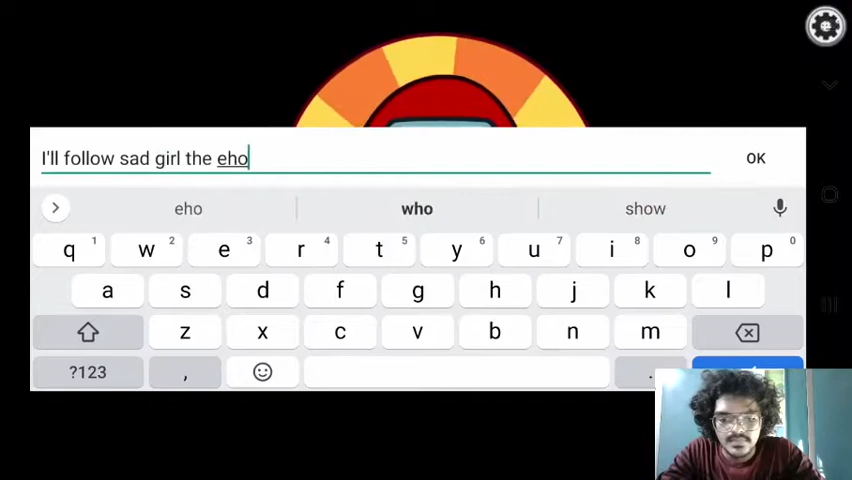 I'll follow sad girl the eho
OK
eho who show
q 1 w 2 e 3 r 4 t 5 y 6 u 7 i 8 o 9 p 0
a s d f g h j k l
z x c v b n m
?123 , .